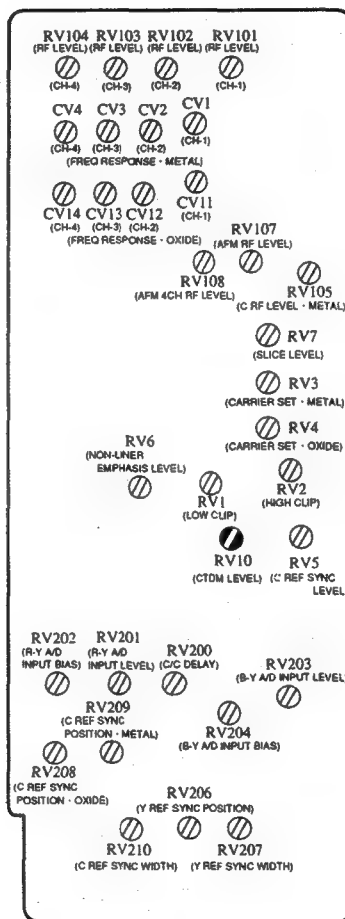 RV104 RV103 RV102 RV101
(RF LEVEL) (RF LEVEL) (RF LEVEL) (RF LEVEL)
(CH-4) (CH-3) (CH-2) (CH-1)
CV4 CV3 CV2 CV1
(CH-4) (CH-3) (CH-2) (CH-1)
(FREQ RESPONSE · METAL)
CV14 CV13 CV12 CV11
(CH-4) (CH-3) (CH-2) (CH-1)
(FREQ RESPONSE · OXIDE)
RV107
(AFM RF LEVEL)
RV108
(AFM 4CH RF LEVEL)
RV105
(C RF LEVEL · METAL)
RV7
(SLICE LEVEL)
RV3
(CARRIER SET · METAL)
RV4
(CARRIER SET · OXIDE)
RV6
(NON-LINER
EMPHASIS LEVEL)
RV1
(LOW CLIP)
RV2
(HIGH CLIP)
RV10
(CTDM LEVEL)
RV5
(C REF SYNC
LEVEL)
RV202
(R-Y A/D
INPUT BIAS)
RV201
(R-Y A/D
INPUT LEVEL)
RV200
(C/C DELAY)
RV203
(B-Y A/D INPUT LEVEL)
RV209
(C REF SYNC
POSITION · METAL)
RV204
(B-Y A/D INPUT BIAS)
RV208
(C REF SYNC
POSITION · OXIDE)
RV206
(Y REF SYNC POSITION)
RV210
(C REF SYNC WIDTH)
RV207
(Y REF SYNC WIDTH)